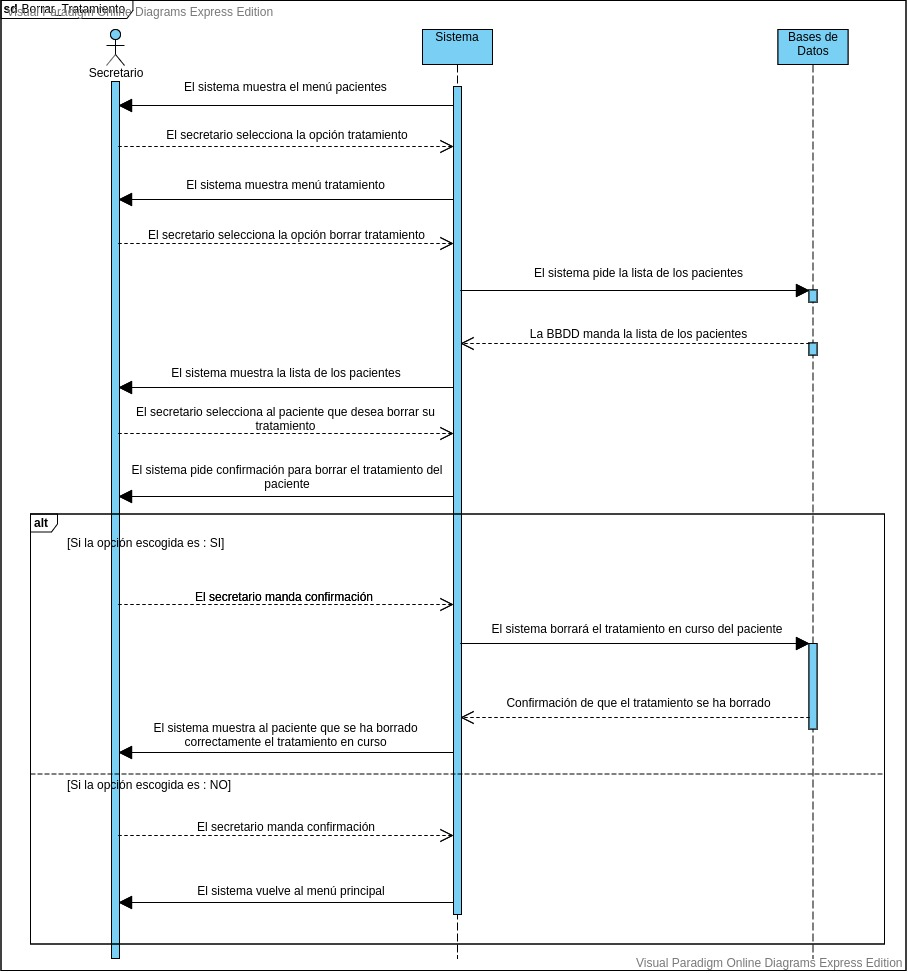 sd Borrar_Tratamiento
Visual Paradigm Online Diagrams Express Edition
Sistema
Bases de
Datos
Secretario
El sistema muestra el menú pacientes
El secretario selecciona la opción tratamiento
El sistema muestra menú tratamiento
El secretario selecciona la opción borrar tratamiento
El sistema pide la lista de los pacientes
La BBDD manda la lista de los pacientes
El sistema muestra la lista de los pacientes
El secretario selecciona al paciente que desea borrar su
tratamiento
El sistema pide confirmación para borrar el tratamiento del
paciente
alt
[Si la opción escogida es : SI]
El secretario manda confirmación
El sistema borrará el tratamiento en curso del paciente
Confirmación de que el tratamiento se ha borrado
El sistema muestra al paciente que se ha borrado
correctamente el tratamiento en curso
[Si la opción escogida es : NO]
El secretario manda confirmación
El sistema vuelve al menú principal
Visual Paradigm Online Diagrams Express Edition